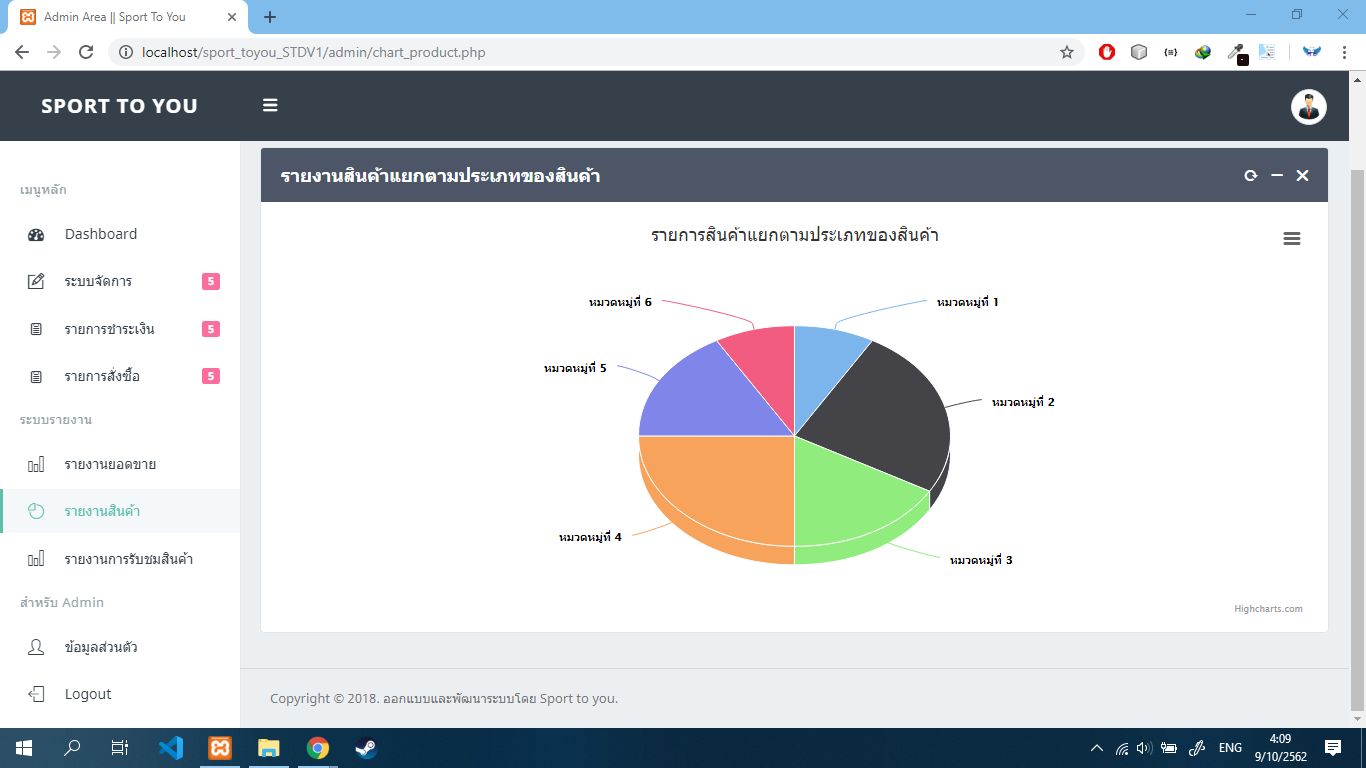 Admin Area || Sport To You
localhost/sport_toyou_STDV1/admin/chart_product.php
SPORT TO YOU
เมนูหลัก
Dashboard
ระบบจัดการ 5
รายการชำระเงิน 5
รายการสั่งซื้อ 5
ระบบรายงาน
รายงานยอดขาย
รายงานสินค้า
รายงานการรับชมสินค้า
สำหรับ Admin
ข้อมูลส่วนตัว
Logout
รายงานสินค้าแยกตามประเภทของสินค้า
รายการสินค้าแยกตามประเภทของสินค้า
หมวดหมู่ที่ 6
หมวดหมู่ที่ 1
หมวดหมู่ที่ 5
หมวดหมู่ที่ 2
หมวดหมู่ที่ 4
หมวดหมู่ที่ 3
Highcharts.com
Copyright © 2018. ออกแบบและพัฒนาระบบโดย Sport to you.
ENG
4:09
9/10/2562